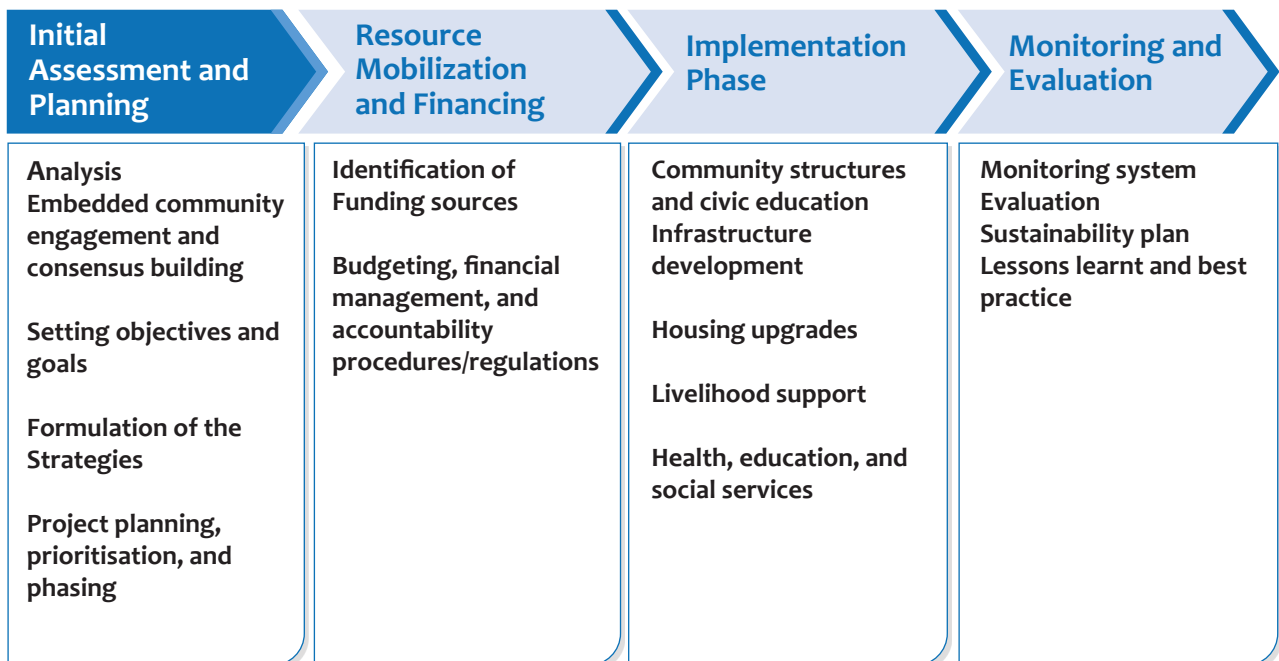 Initial
Assessment and
Planning
Resource
Mobilization
and Financing
Implementation
Phase
Monitoring and
Evaluation
Analysis
Embedded community
engagement and
consensus building
Setting objectives and
goals
Formulation of the
Strategies
Project planning,
prioritisation, and
phasing
Identification of
Funding sources
Budgeting, financial
management, and
accountability
procedures/regulations
Community structures
and civic education
Infrastructure
development
Housing upgrades
Livelihood support
Health, education, and
social services
Monitoring system
Evaluation
Sustainability plan
Lessons learnt and best
practice